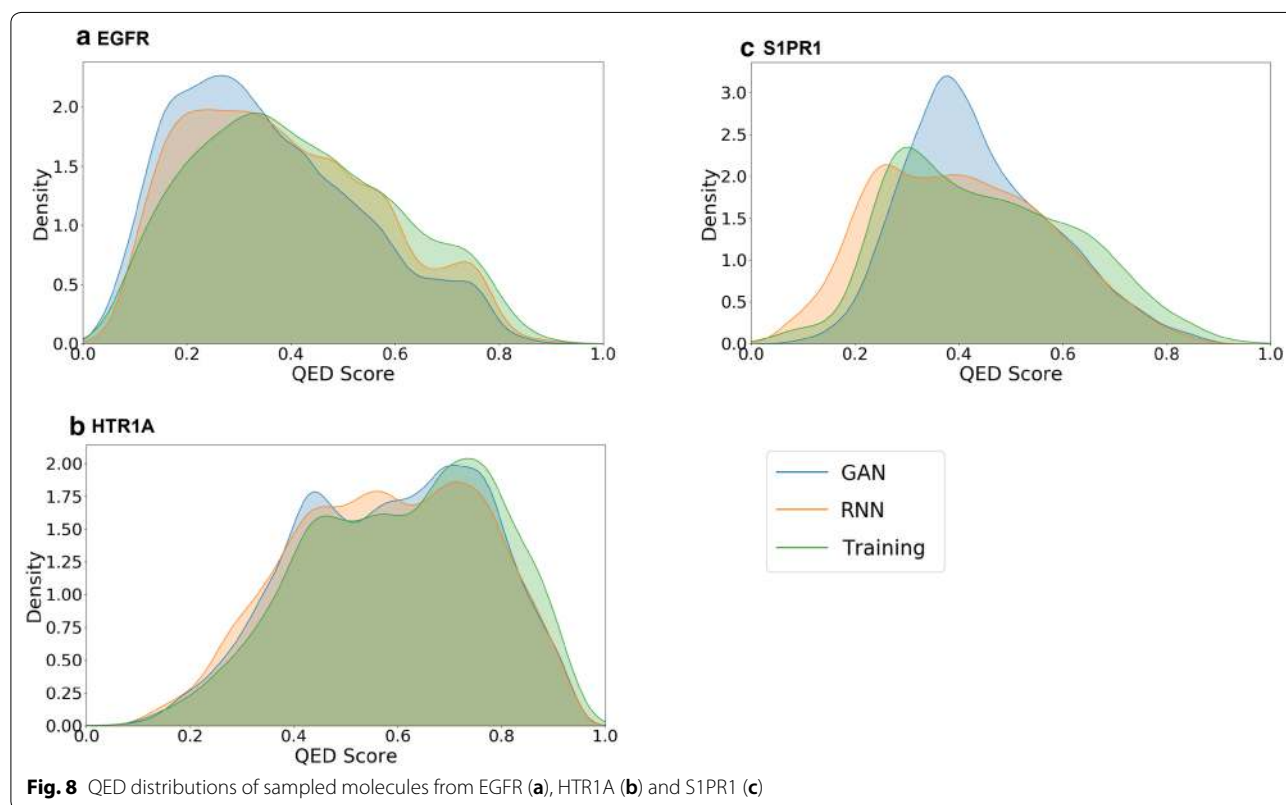 a EGFR
2.0
1.5
1.0
0.5
0.0
Density
0.0 0.2 0.4 0.6 0.8 1.0
QED Score
c S1PR1
3.0
2.5
2.0
1.5
1.0
0.5
0.0
Density
0.0 0.2 0.4 0.6 0.8 1.0
QED Score
b HTR1A
2.00
1.75
1.50
1.25
1.00
0.75
0.50
0.25
0.00
Density
0.0 0.2 0.4 0.6 0.8 1.0
QED Score
GAN
RNN
Training
Fig. 8 QED distributions of sampled molecules from EGFR (a), HTR1A (b) and S1PR1 (c)